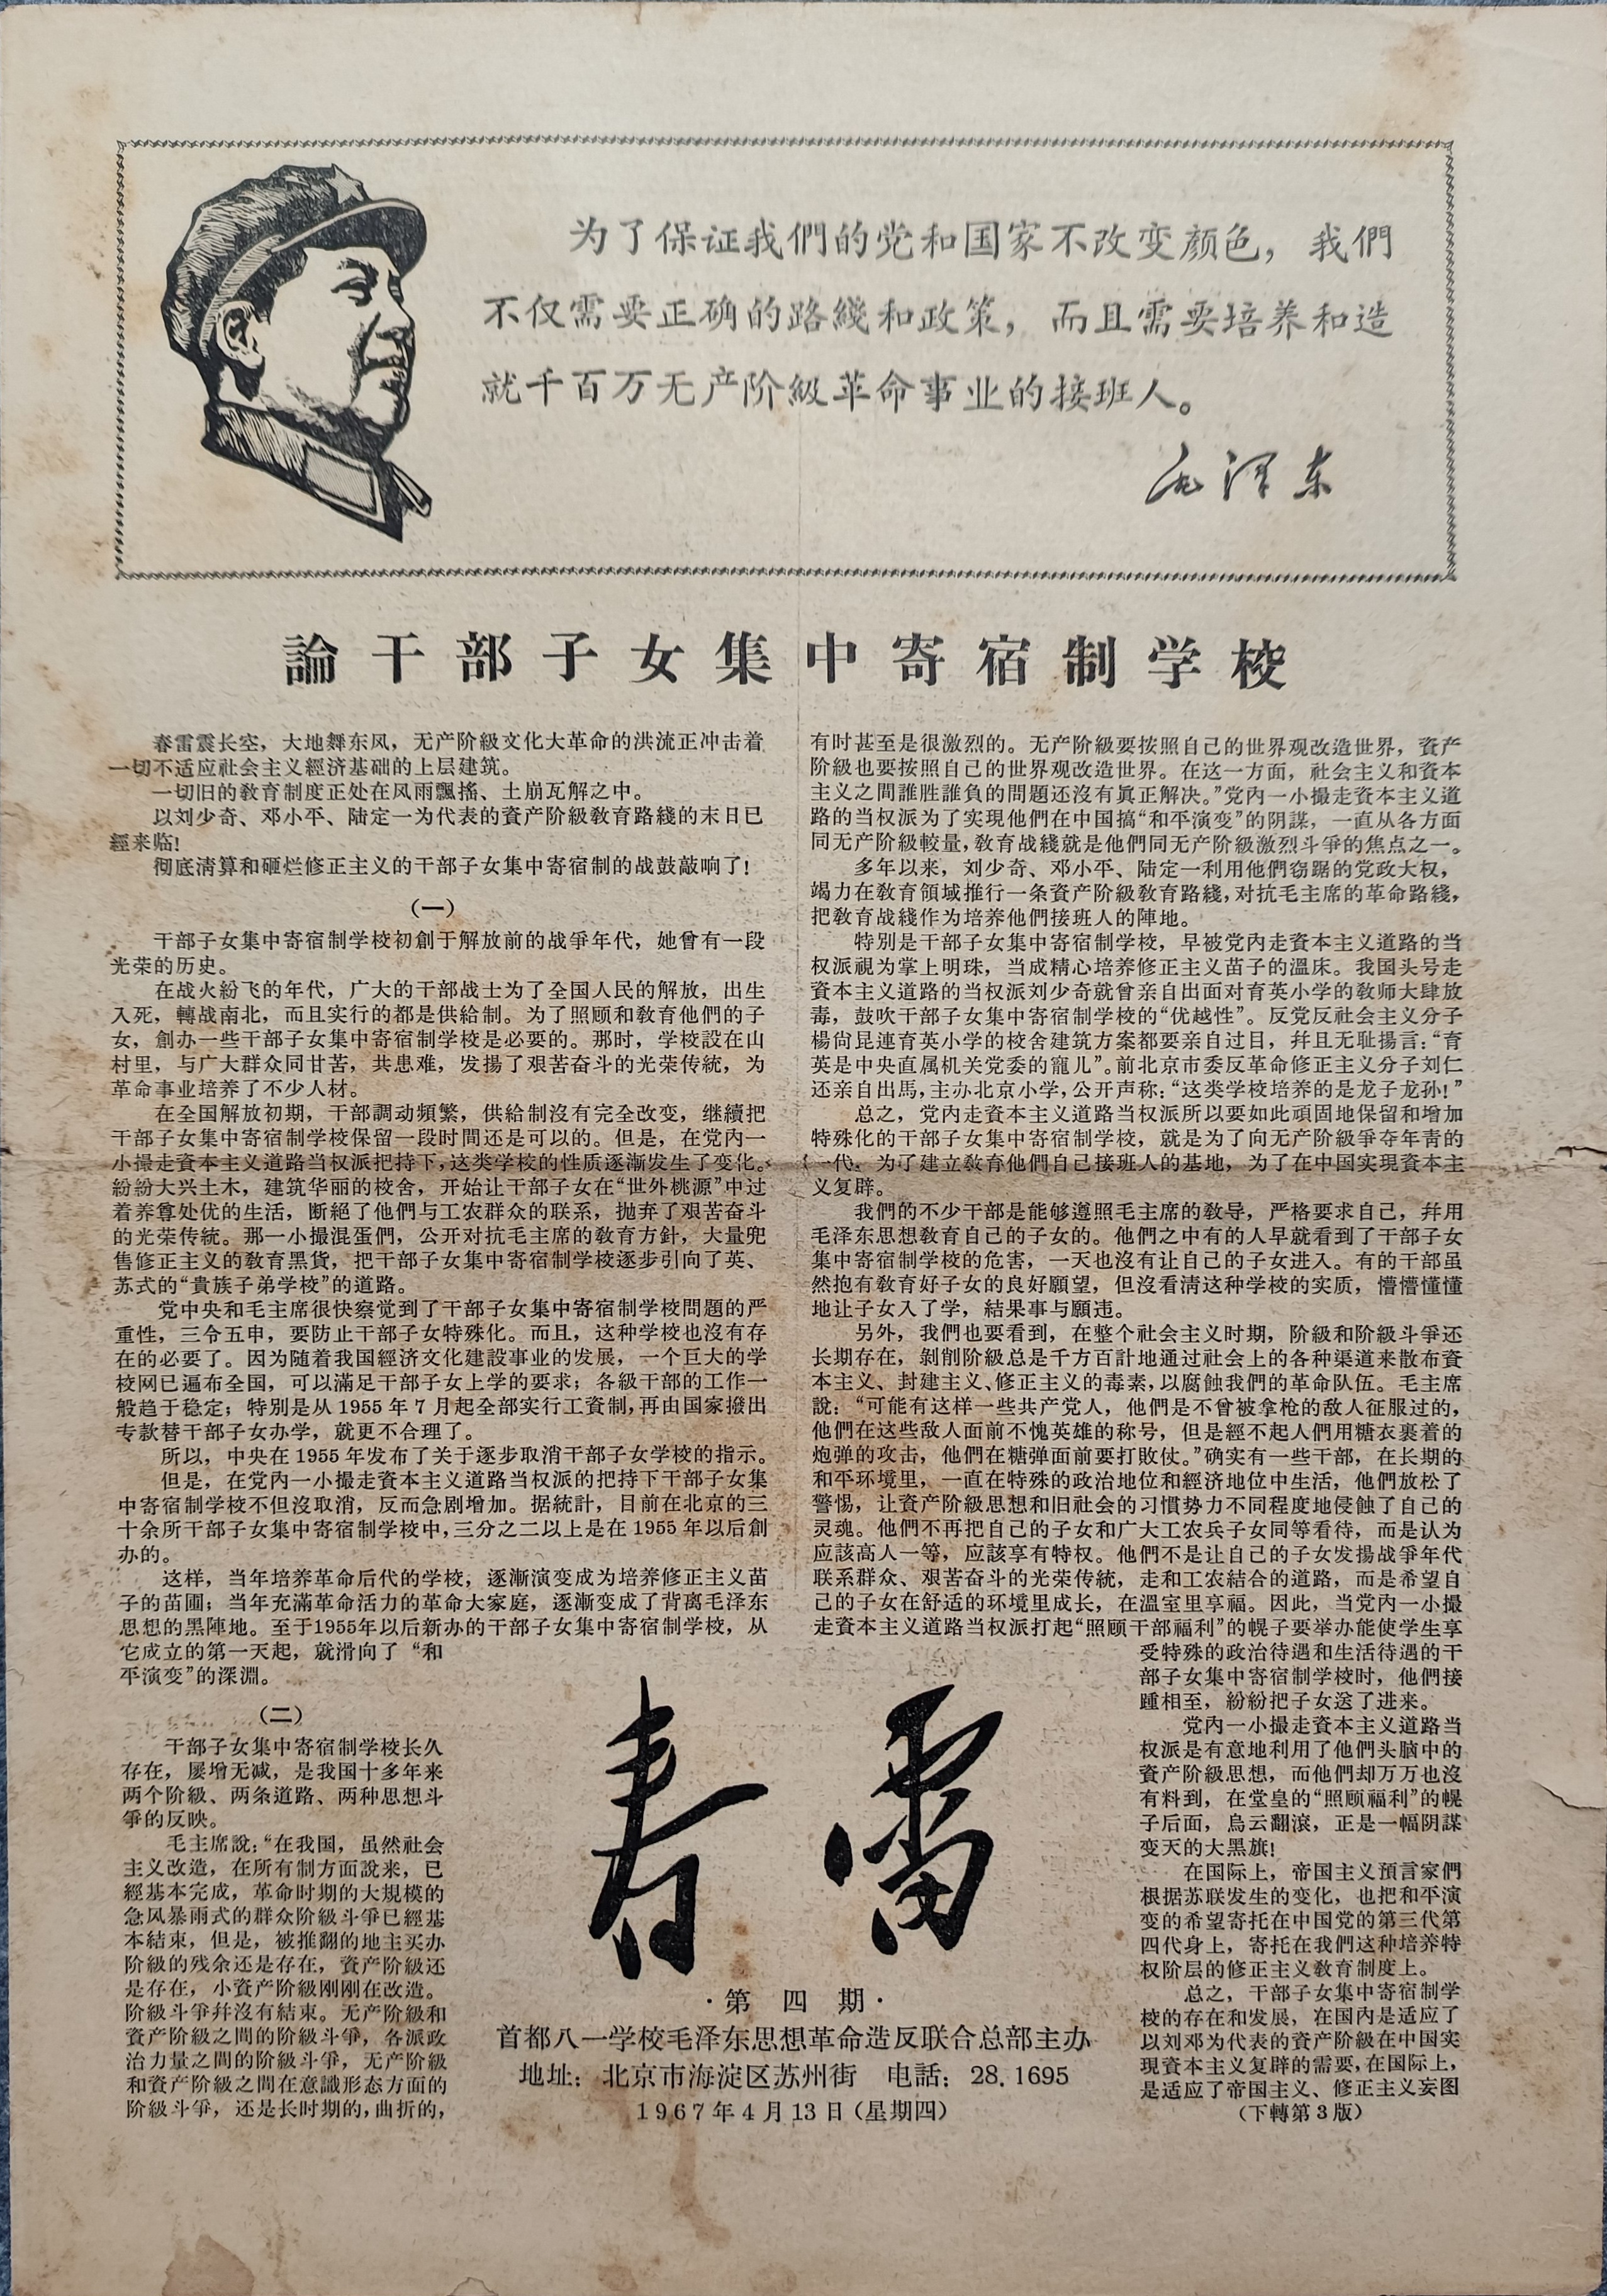 为了保证我們的党和国家不改变颜色，我們
不仅需要正确的路綫和政策，而且需要培养和造
就千百万无产阶級革命事业的接班人。
毛泽东
論干部子女集中寄宿制学校
春雷震长空，大地舞东风，无产阶級文化大革命的洪流正冲击着
一切不适应社会主义經济基础的上层建筑。
一切旧的敎育制度正处在风雨飄搖、土崩瓦解之中。
以刘少奇、邓小平、陆定一为代表的資产阶級敎育路綫的末日已
經来临！
彻底淸算和砸烂修正主义的干部子女集中寄宿制的战鼓敲响了！
（一）
干部子女集中寄宿制学校初創于解放前的战爭年代，她曾有一段
光荣的历史。
在战火紛飞的年代，广大的干部战士为了全国人民的解放，出生
入死，轉战南北，而且实行的都是供給制。为了照顾和敎育他們的子
女，創办一些干部子女集中寄宿制学校是必要的。那时，学校設在山
村里，与广大群众同甘苦，共患难，发揚了艰苦奋斗的光荣传統，为
革命事业培养了不少人材。
在全国解放初期，干部調动頻繁，供給制沒有完全改变，继續把
干部子女集中寄宿制学校保留一段时間还是可以的。但是，在党內一
小撮走資本主义道路当权派把持下，这类学校的性质逐漸发生了变化。
紛紛大兴土木，建筑华丽的校舍，开始让干部子女在“世外桃源”中过
着养尊处优的生活，断絕了他們与工农群众的联系，抛弃了艰苦奋斗
的光荣传統。那一小撮混蛋們，公开对抗毛主席的敎育方針，大量兜
售修正主义的敎育黑貨，把干部子女集中寄宿制学校逐步引向了英、
苏式的“貴族子弟学校”的道路。
党中央和毛主席很快察觉到了干部子女集中寄宿制学校問題的严
重性，三令五申，要防止干部子女特殊化。而且，这种学校也沒有存
在的必要了。因为随着我国經济文化建設事业的发展，一个巨大的学
校网已遍布全国，可以滿足干部子女上学的要求；各級干部的工作一
般趋于稳定；特別是从1955年7月起全部实行工資制，再由国家撥出
专款替干部子女办学，就更不合理了。
所以，中央在1955年发布了关于逐步取消干部子女学校的指示。
但是，在党內一小撮走資本主义道路当权派的把持下干部子女集
中寄宿制学校不但沒取消，反而急剧增加。据統計，目前在北京的三
十余所干部子女集中寄宿制学校中，三分之二以上是在1955年以后創
办的。
这样，当年培养革命后代的学校，逐漸演变成为培养修正主义苗
子的苗圃；当年充滿革命活力的革命大家庭，逐漸变成了背离毛泽东
思想的黑陣地。至于1955年以后新办的干部子女集中寄宿制学校，从
它成立的第一天起，就滑向了“和
平演变”的深淵。
（二）
干部子女集中寄宿制学校长久
存在，屡增无减，是我国十多年来
两个阶級、两条道路、两种思想斗
爭的反映。
毛主席說：“在我国，虽然社会
主义改造，在所有制方面說来，已
經基本完成，革命时期的大規模的
急风暴雨式的群众阶級斗爭已經基
本結束，但是，被推翻的地主买办
阶級的残余还是存在，資产阶級还
是存在，小資产阶級刚刚在改造。
阶級斗爭幷沒有結束。无产阶級和
資产阶級之間的阶級斗爭，各派政
治力量之間的阶級斗爭，无产阶級
和資产阶級之間在意識形态方面的
阶級斗爭，还是长时期的，曲折的，
有时甚至是很激烈的。无产阶級要按照自己的世界观改造世界，資产
阶級也要按照自己的世界观改造世界。在这一方面，社会主义和資本
主义之間誰胜誰負的問題还沒有眞正解决。”党內一小撮走資本主义道
路的当权派为了实現他們在中国搞“和平演变”的阴謀，一直从各方面
同无产阶級較量，敎育战綫就是他們同无产阶級激烈斗爭的焦点之一。
多年以来，刘少奇、邓小平、陆定一利用他們窃踞的党政大权，
竭力在敎育領域推行一条資产阶級敎育路綫，对抗毛主席的革命路綫，
把敎育战綫作为培养他們接班人的陣地。
特別是干部子女集中寄宿制学校，早被党內走資本主义道路的当
权派視为掌上明珠，当成精心培养修正主义苗子的溫床。我国头号走
資本主义道路的当权派刘少奇就曾亲自出面对育英小学的敎师大肆放
毒，鼓吹干部子女集中寄宿制学校的“优越性”。反党反社会主义分子
楊尙昆連育英小学的校舍建筑方案都要亲自过目，幷且无耻揚言：“育
英是中央直属机关党委的寵儿”。前北京市委反革命修正主义分子刘仁
还亲自出馬，主办北京小学，公开声称：“这类学校培养的是龙子龙孙！”
总之，党內走資本主义道路当权派所以要如此頑固地保留和增加
特殊化的干部子女集中寄宿制学校，就是为了向无产阶級爭夺年青的
一代，为了建立敎育他們自己接班人的基地，为了在中国实現資本主
义复辟。
我們的不少干部是能够遵照毛主席的敎导，严格要求自己，幷用
毛泽东思想敎育自己的子女的。他們之中有的人早就看到了干部子女
集中寄宿制学校的危害，一天也沒有让自己的子女进入。有的干部虽
然抱有敎育好子女的良好願望，但沒看淸这种学校的实质，懵懵懂懂
地让子女入了学，結果事与願违。
另外，我們也要看到，在整个社会主义时期，阶級和阶級斗爭还
长期存在，剝削阶級总是千方百計地通过社会上的各种渠道来散布資
本主义、封建主义、修正主义的毒素，以腐蝕我們的革命队伍。毛主席
說：“可能有这样一些共产党人，他們是不曾被拿枪的敌人征服过的，
他們在这些敌人面前不愧英雄的称号，但是經不起人們用糖衣裹着的
炮弹的攻击，他們在糖弹面前要打敗仗。”确实有一些干部，在长期的
和平环境里，一直在特殊的政治地位和經济地位中生活，他們放松了
警惕，让資产阶級思想和旧社会的习慣势力不同程度地侵蝕了自己的
灵魂。他們不再把自己的子女和广大工农兵子女同等看待，而是认为
应該高人一等，应該享有特权。他們不是让自己的子女发揚战爭年代
联系群众、艰苦奋斗的光荣传統，走和工农結合的道路，而是希望自
己的子女在舒适的环境里成长，在溫室里享福。因此，当党內一小撮
走資本主义道路当权派打起“照顾干部福利”的幌子要举办能使学生享
受特殊的政治待遇和生活待遇的干
部子女集中寄宿制学校时，他們接
踵相至，紛紛把子女送了进来。
党內一小撮走資本主义道路当
权派是有意地利用了他們头脑中的
資产阶級思想，而他們却万万也沒
有料到，在堂皇的“照顾福利”的幌
子后面，烏云翻滾，正是一幅阴謀
变天的大黑旗！
在国际上，帝国主义預言家們
根据苏联发生的变化，也把和平演
变的希望寄托在中国党的第三代第
四代身上，寄托在我們这种培养特
权阶层的修正主义敎育制度上。
总之，干部子女集中寄宿制学
校的存在和发展，在国內是适应了
以刘邓为代表的資产阶級在中国实
現資本主义复辟的需要，在国际上，
是适应了帝国主义、修正主义妄图
（下轉第3版）
春雷
·第四期·
首都八一学校毛泽东思想革命造反联合总部主办
地址：北京市海淀区苏州街 电話：28.1695
1967年4月13日（星期四）